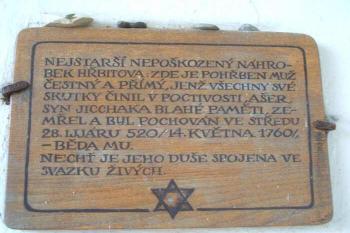 NEJSTARŠÍ NEPOŠKOZENÝ NÁHRO-
BEK HŘBITOVA: ZDE JE POHŘBEN MUŽ
ČESTNÝ A PŘÍMÝ, JENŽ VŠECHNY SVÉ
SKUTKY ČINIL V POCTIVOSTI, AŠER,
SYN JICCHAKA BLAHÉ PAMĚTI, ZE-
MŘEL A BUL POCHOVÁN VE STŘEDU
28. IJJARU 520/14. KVĚTNA 1760/
– BĚDA MU.
NECHŤ JE JEHO DUŠE SPOJENA VE
SVAZKU ŽIVÝCH.